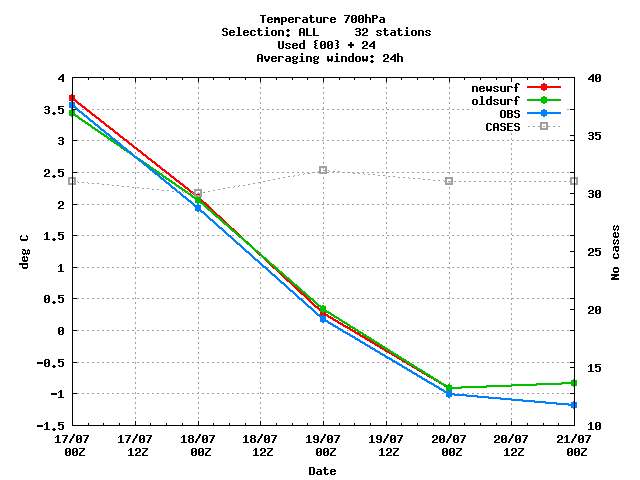 Temperature 700hPa
Selection: ALL 32 stations
Used {00} + 24
Averaging window: 24h
newsurf
oldsurf
OBS
CASES
4
3.5
3
2.5
2
1.5
1
0.5
0
-0.5
-1
-1.5
deg C
40
35
30
25
20
15
10
No cases
17/07 17/07 18/07 18/07 19/07 19/07 20/07 20/07 21/07
00Z 12Z 00Z 12Z 00Z 12Z 00Z 12Z 00Z
Date